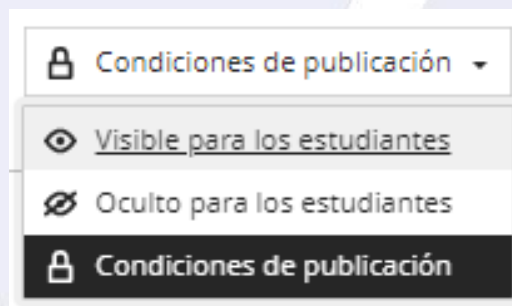 Condiciones de publicación
Visible para los estudiantes
Oculto para los estudiantes
Condiciones de publicación